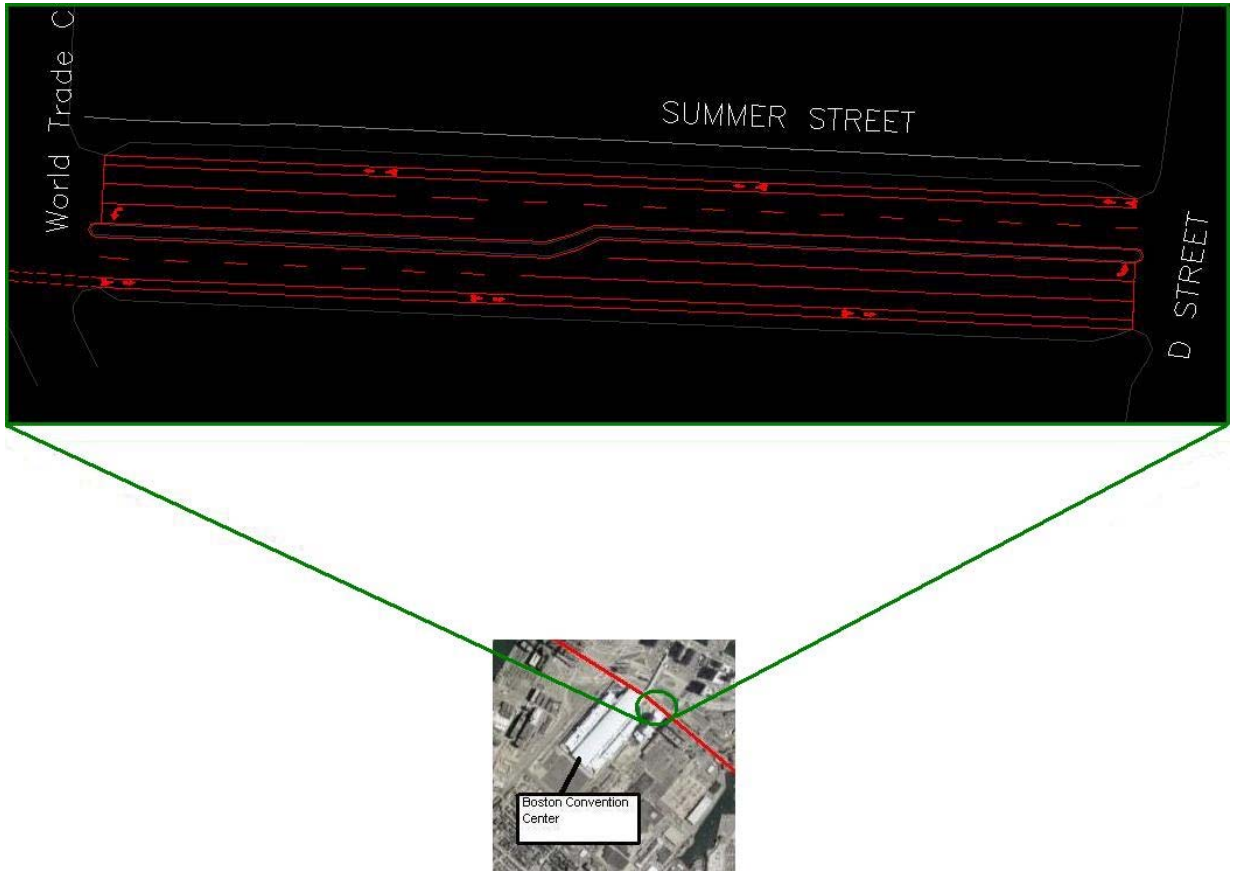 World Trade C
SUMMER STREET
D STREET
Boston Convention
Center